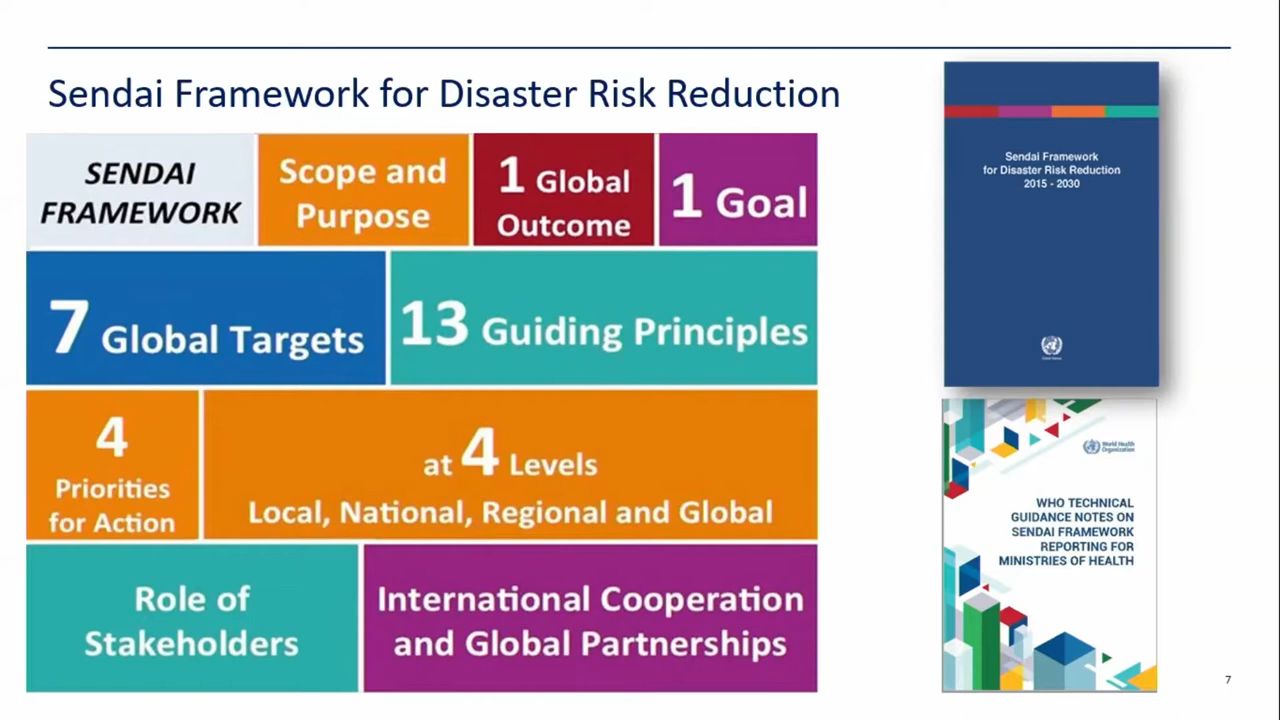 Sendai Framework for Disaster Risk Reduction
SENDAI
FRAMEWORK
Scope and
Purpose
1 Global
Outcome
1 Goal
7 Global Targets
13 Guiding Principles
4
Priorities
for Action
at 4 Levels
Local, National, Regional and Global
Role of
Stakeholders
International Cooperation
and Global Partnerships
Sendai Framework
for Disaster Risk Reduction
2015 - 2030
World Health
Organization
WHO TECHNICAL
GUIDANCE NOTES ON
SENDAI FRAMEWORK
REPORTING FOR
MINISTRIES OF HEALTH
7